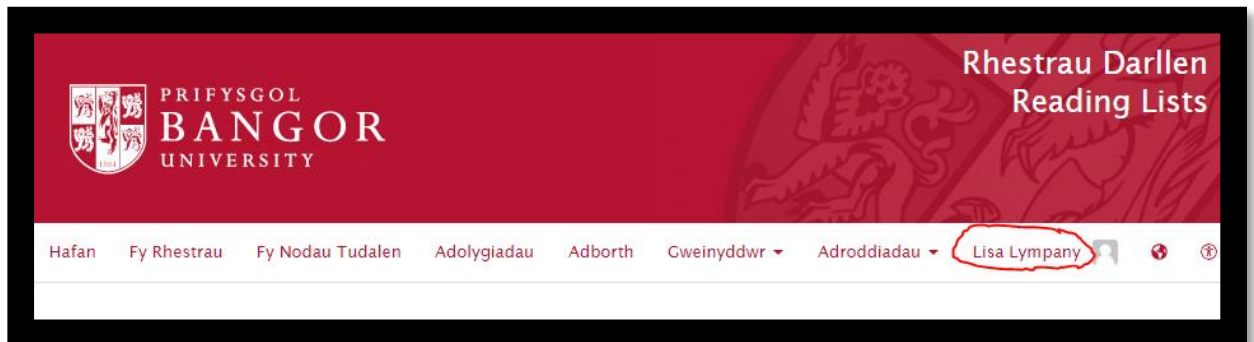 PRIFYSGOL
BANGOR
UNIVERSITY
Rhestrau Darllen
Reading Lists
Hafan Fy Rhestrau Fy Nodau Tudalen Adolygiadau Adborth Gweinyddwr Adroddiadau Lisa Lympany